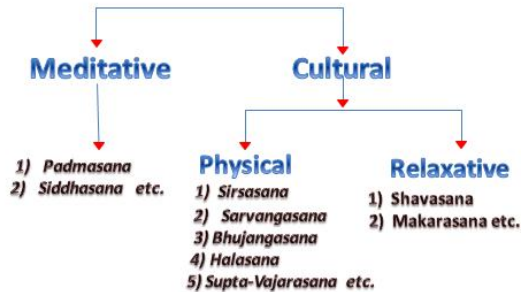 Meditative
Cultural
1) Padmasana
2) Siddhasana etc.
Physical
1) Sirsasana
2) Sarvangasana
3) Bhujangasana
4) Halasana
5) Supta-Vajarasana etc.
Relaxative
1) Shavasana
2) Makarasana etc.